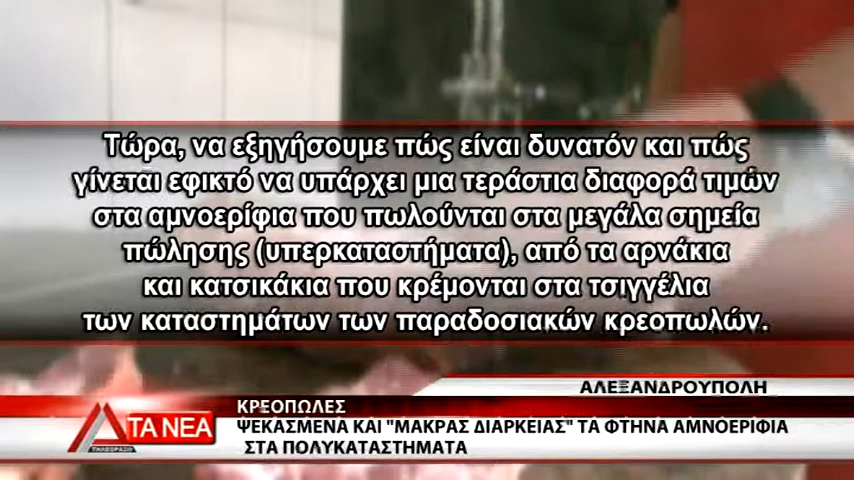 Τώρα, να εξηγήσουμε πώς είναι δυνατόν και πώς
γίνεται εφικτό να υπάρχει μια τεράστια διαφορά τιμών
στα αμνοερίφια που πωλούνται στα μεγάλα σημεία
πώλησης (υπερκαταστήματα), από τα αρνάκια
και κατσικάκια που κρέμονται στα τσιγγέλια
των καταστημάτων των παραδοσιακών κρεοπωλών.
ΑΛΕΞΑΝΔΡΟΥΠΟΛΗ
ΚΡΕΟΠΩΛΕΣ
ΨΕΚΑΣΜΕΝΑ ΚΑΙ "ΜΑΚΡΑΣ ΔΙΑΡΚΕΙΑΣ" ΤΑ ΦΤΗΝΑ ΑΜΝΟΕΡΙΦΙΑ
ΣΤΑ ΠΟΛΥΚΑΤΑΣΤΗΜΑΤΑ
ΤΑ ΝΕΑ
ΤΗΛΕΟΡΑΣΗ